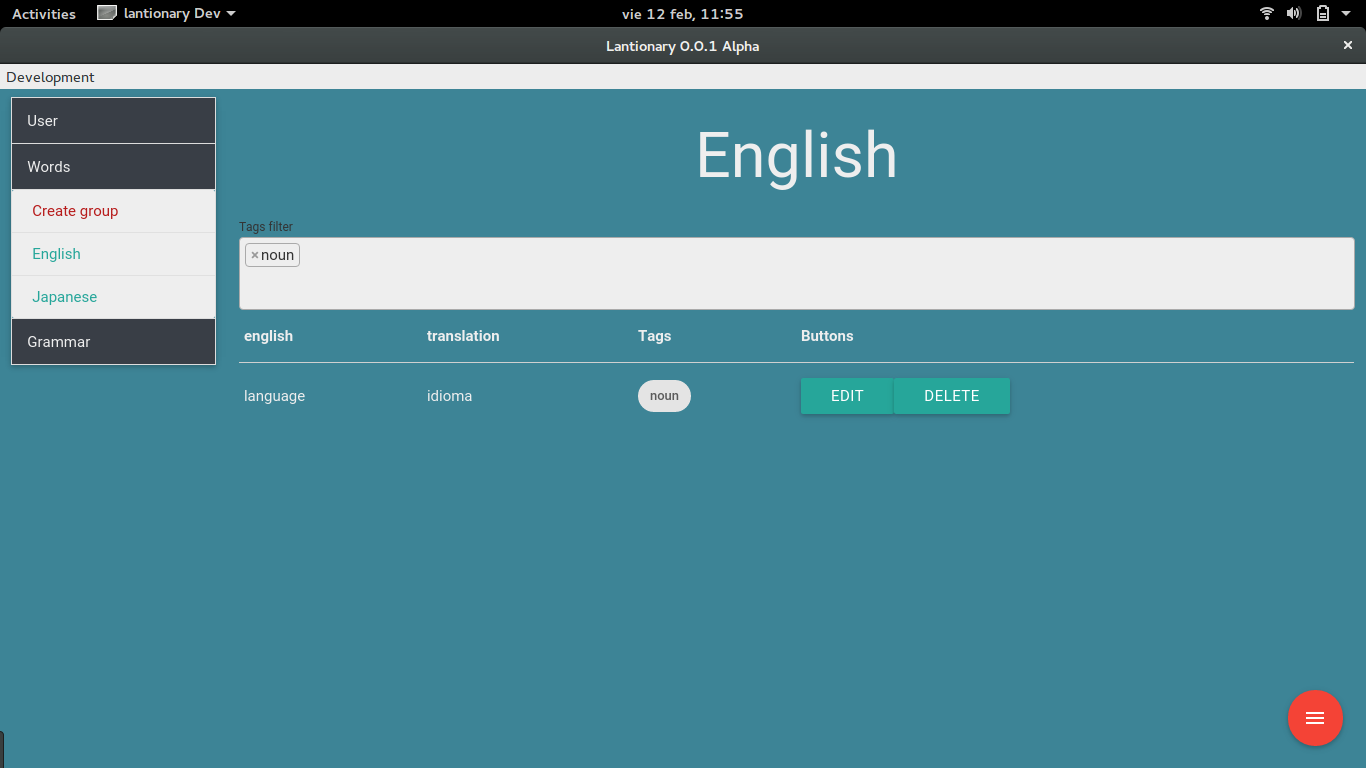 Activities lantionary Dev vie 12 feb, 11:55
Lantionary 0.0.1 Alpha ×
Development
User
Words
Create group
English
Japanese
Grammar
English
Tags filter
×noun
english translation Tags Buttons
language idioma noun EDIT DELETE